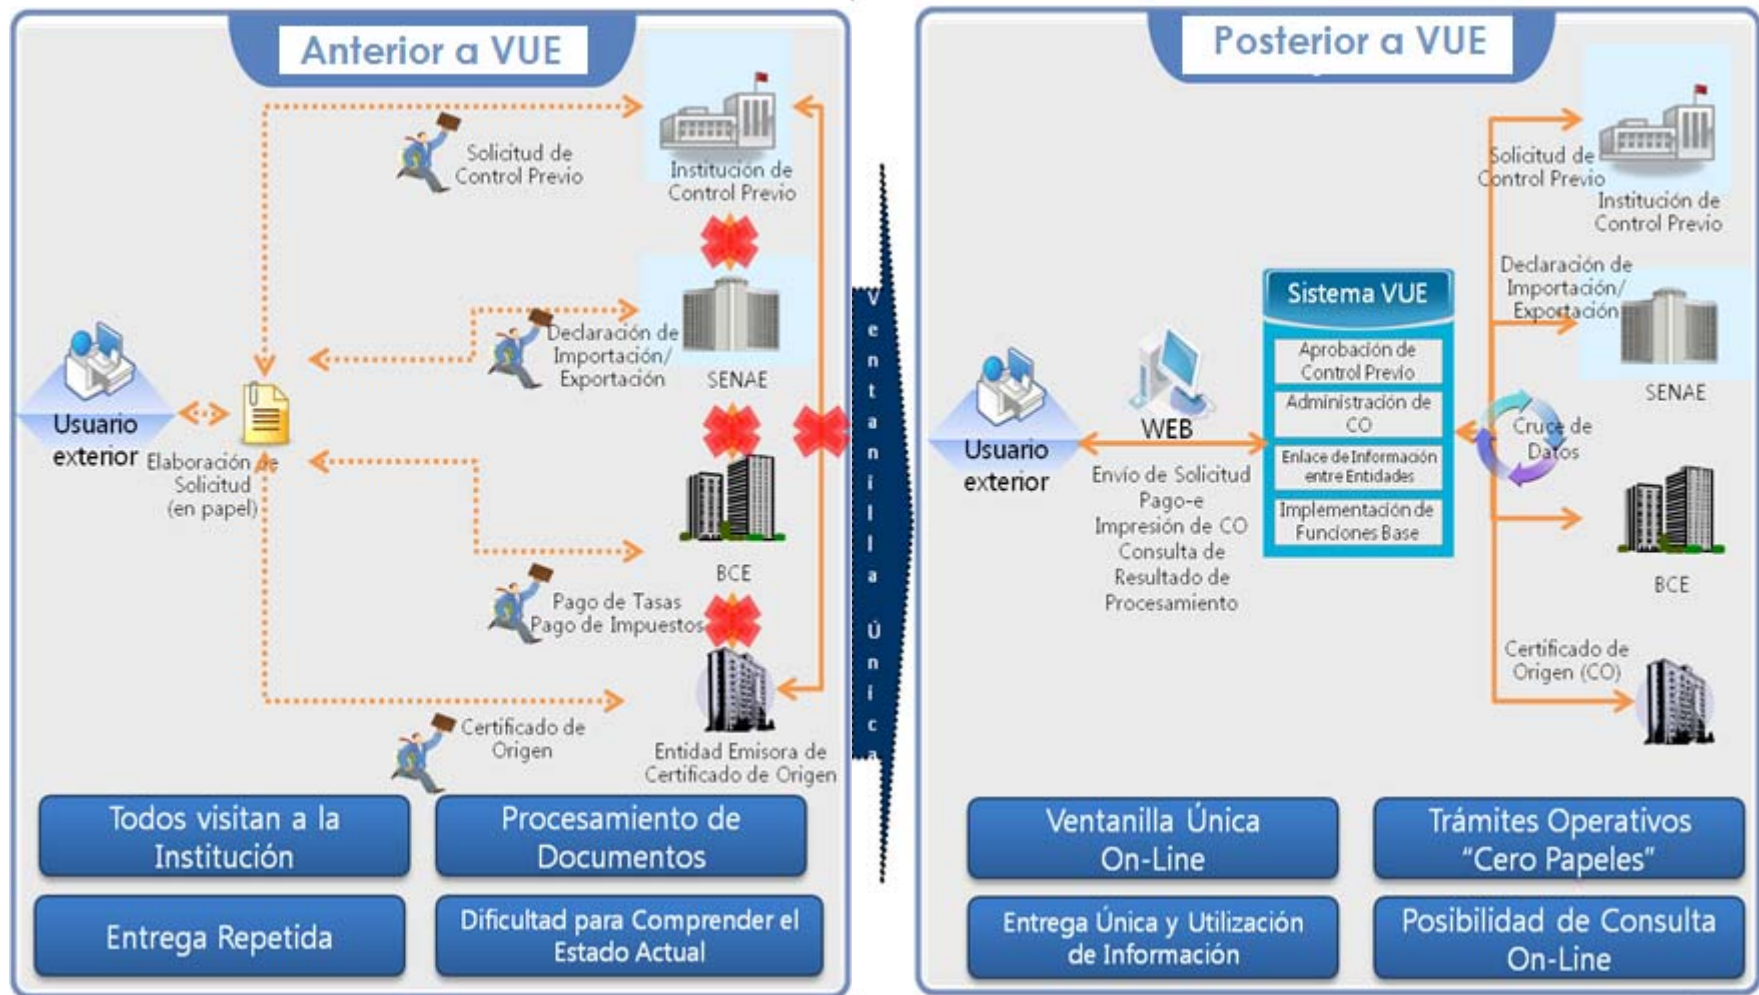 Anterior a VUE
Solicitud de
Control Previo
Institución de
Control Previo
Declaración de
Importación/
Exportación
SENAE
Usuario
exterior
Elaboración de
Solicitud
(en papel)
BCE
Pago de Tasas
Pago de Impuestos
Certificado de
Origen
Entidad Emisora de
Certificado de Origen
Todos visitan a la
Institución
Procesamiento de
Documentos
Entrega Repetida
Dificultad para Comprender el
Estado Actual
Ventanilla Única
Posterior a VUE
Solicitud de
Control Previo
Institución de
Control Previo
Declaración de
Importación/
Exportación
SENAE
Sistema VUE
Aprobación de
Control Previo
Administración de
CO
Enlace de Información
entre Entidades
Implementación de
Funciones Base
Usuario
exterior
WEB
Envío de Solicitud
Pago-e
Impresión de CO
Consulta de
Resultado de
Procesamiento
Cruce de
Datos
BCE
Certificado de
Origen (CO)
Ventanilla Única
On-Line
Trámites Operativos
“Cero Papeles”
Entrega Única y Utilización
de Información
Posibilidad de Consulta
On-Line